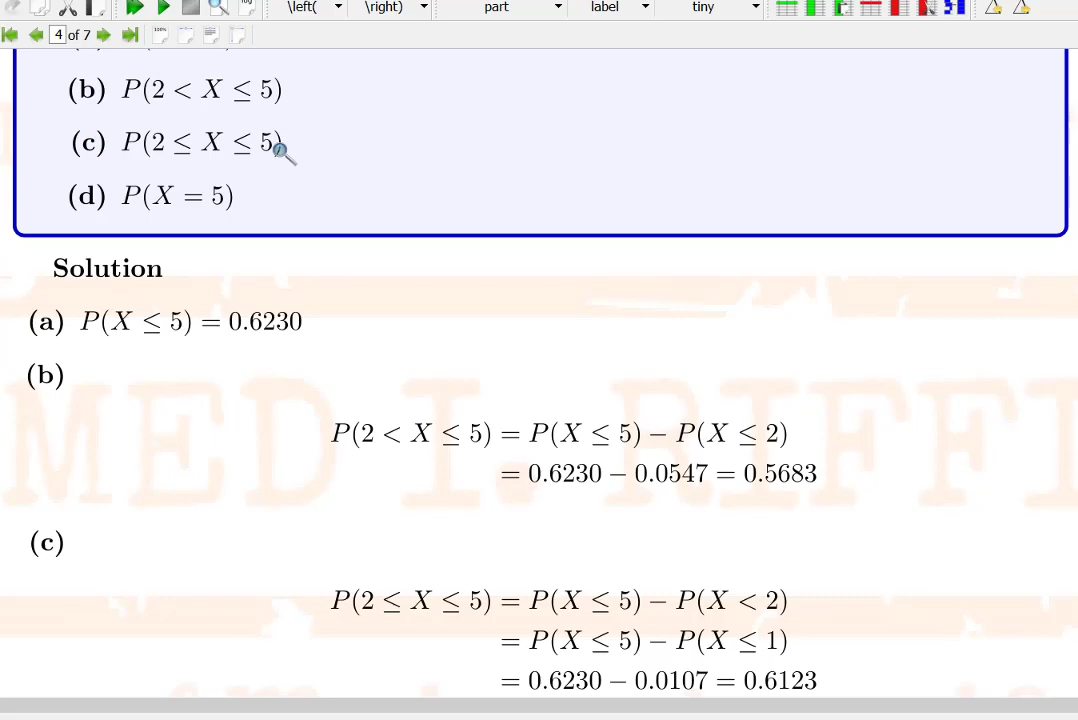 \left( \right) part label tiny
4 of 7
(b) P(2 < X ≤ 5)
(c) P(2 ≤ X ≤ 5)
(d) P(X = 5)
Solution
(a) P(X ≤ 5) = 0.6230
(b)
P(2 < X ≤ 5) = P(X ≤ 5) − P(X ≤ 2)
= 0.6230 − 0.0547 = 0.5683
MED I. RIFFI
(c)
P(2 ≤ X ≤ 5) = P(X ≤ 5) − P(X < 2)
= P(X ≤ 5) − P(X ≤ 1)
= 0.6230 − 0.0107 = 0.6123